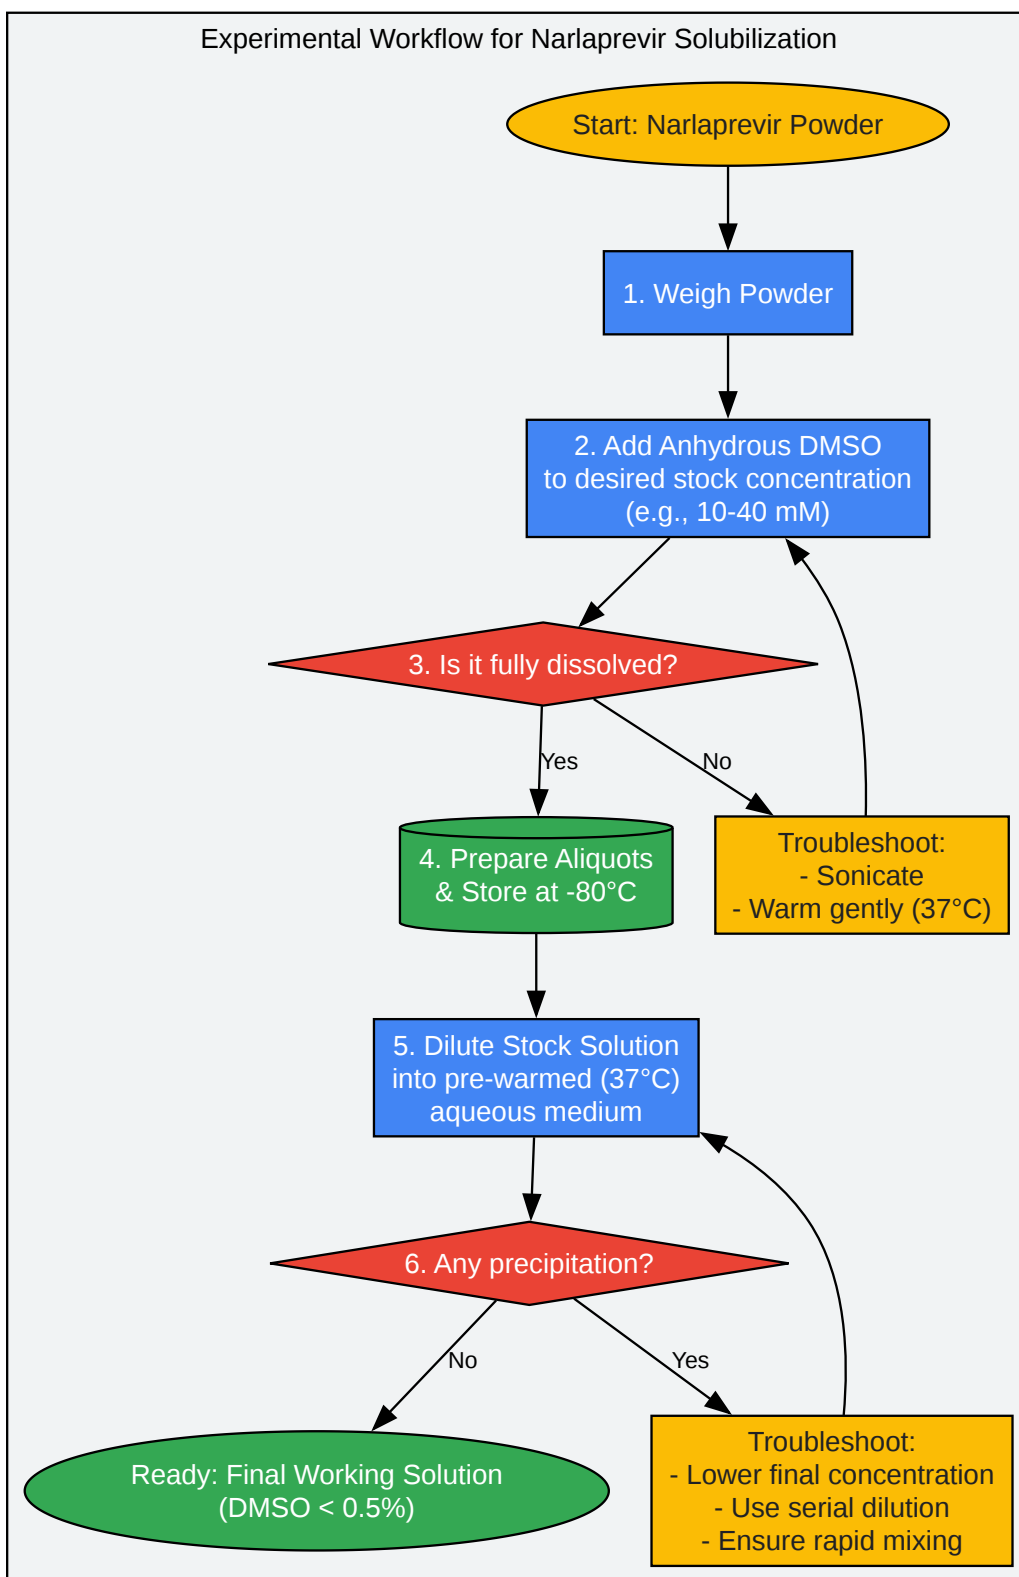 Experimental Workflow for Narlaprevir Solubilization
Start: Narlaprevir Powder
1. Weigh Powder
2. Add Anhydrous DMSO
to desired stock concentration
(e.g., 10-40 mM)
3. Is it fully dissolved?
Yes
No
4. Prepare Aliquots
& Store at -80°C
Troubleshoot:
- Sonicate
- Warm gently (37°C)
5. Dilute Stock Solution
into pre-warmed (37°C)
aqueous medium
6. Any precipitation?
No
Yes
Ready: Final Working Solution
(DMSO < 0.5%)
Troubleshoot:
- Lower final concentration
- Use serial dilution
- Ensure rapid mixing